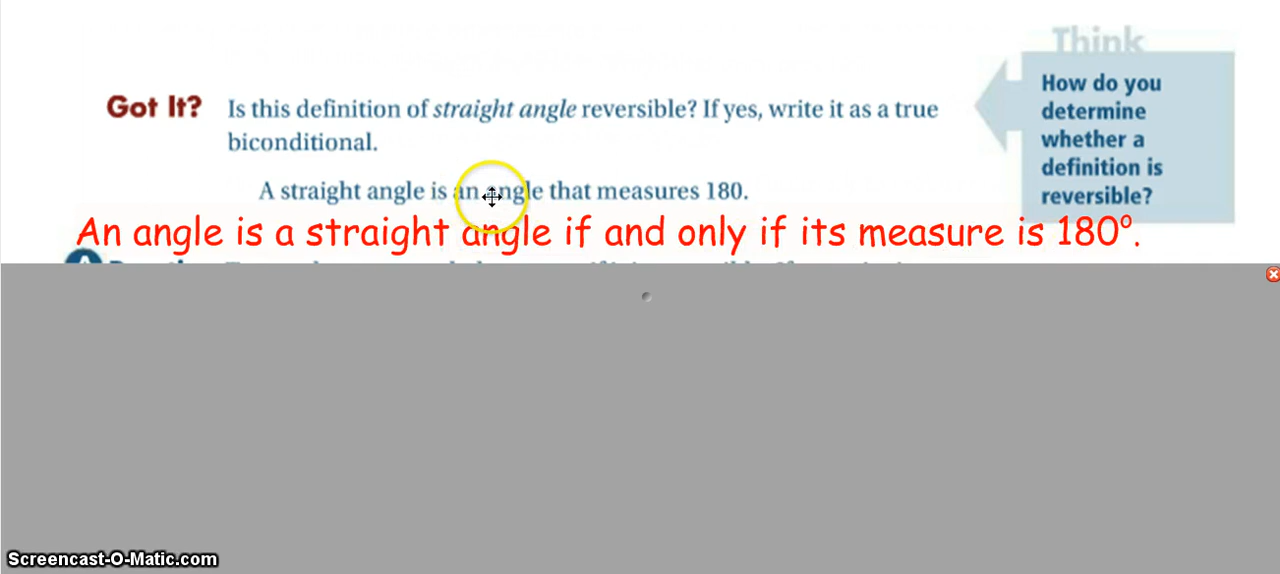 Think
Got It? Is this definition of straight angle reversible? If yes, write it as a true
biconditional.
A straight angle is an angle that measures 180.
How do you
determine
whether a
definition is
reversible?
An angle is a straight angle if and only if its measure is 180º.
Screencast-O-Matic.com